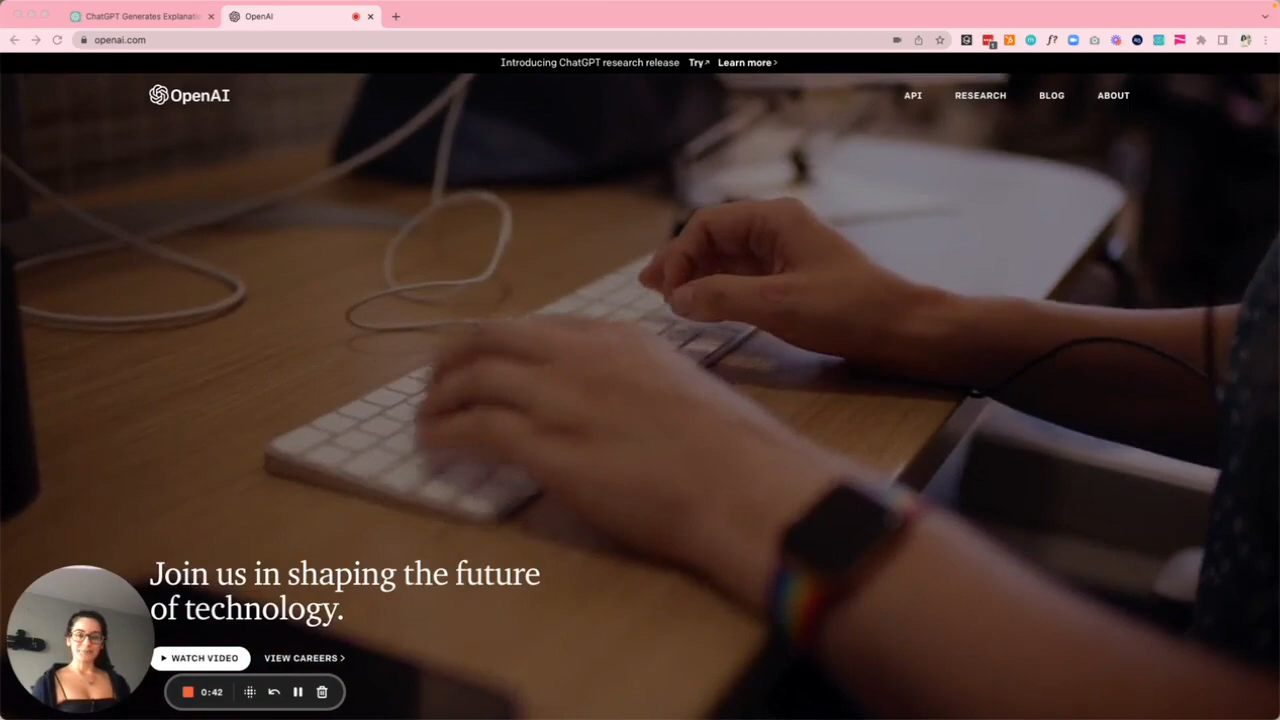 ChatGPT Generates Explanatio
OpenAI
openai.com
1
f?
Introducing ChatGPT research release Try↗ Learn more >
OpenAI
API RESEARCH BLOG ABOUT
Join us in shaping the future
of technology.
WATCH VIDEO VIEW CAREERS >
0:42